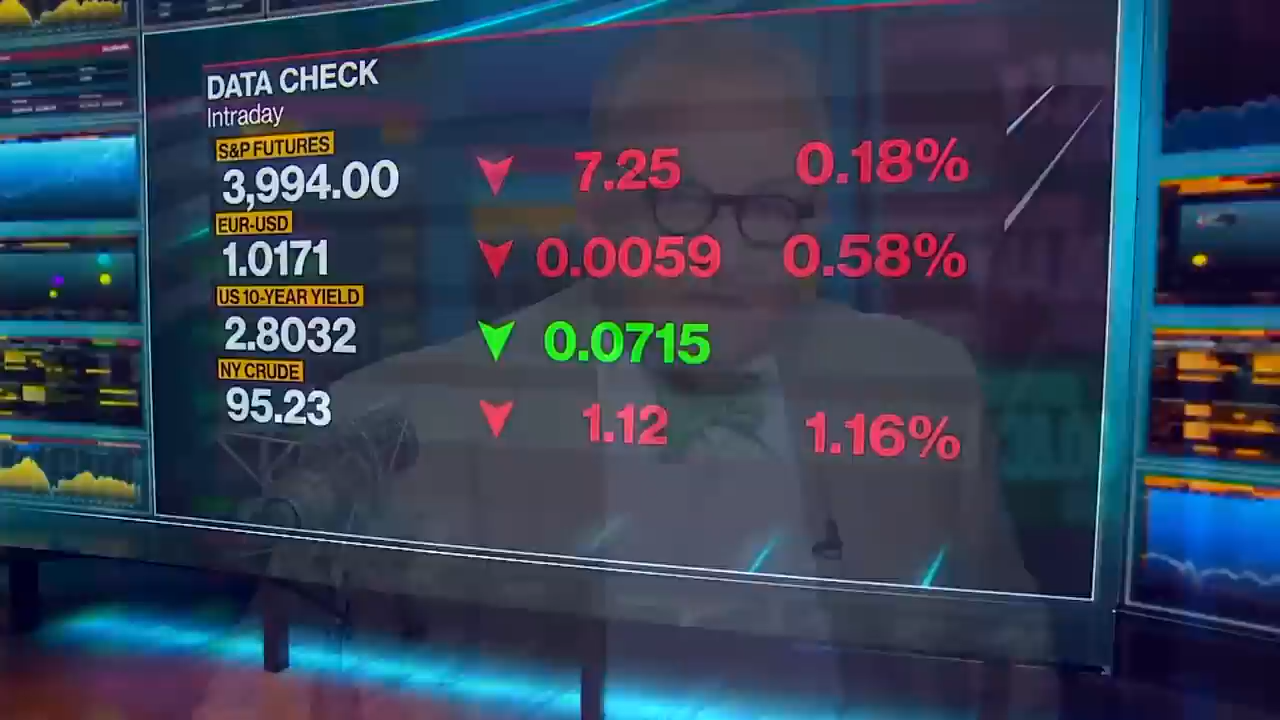 DATA CHECK
Intraday
S&P FUTURES
3,994.00 7.25 0.18%
EUR-USD
1.0171 0.0059 0.58%
US 10-YEAR YIELD
2.8032 0.0715
NY CRUDE
95.23 1.12 1.16%